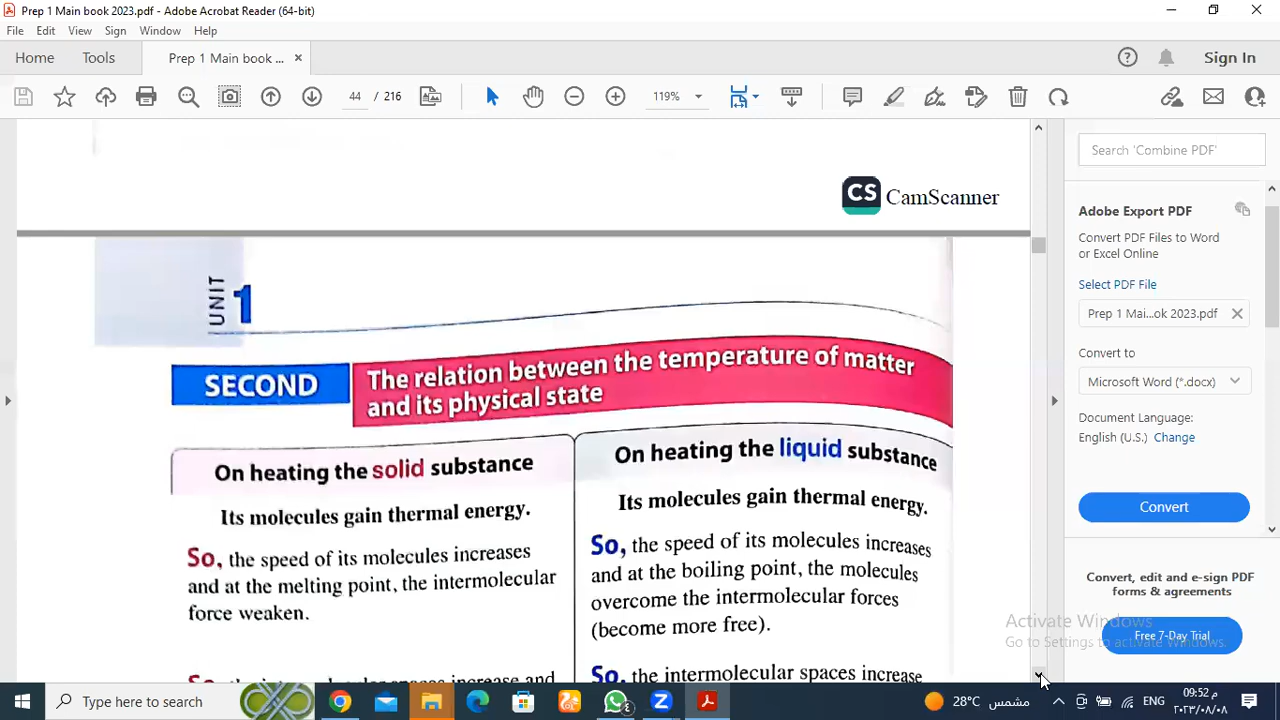 Prep 1 Main book 2023.pdf - Adobe Acrobat Reader (64-bit)
File Edit View Sign Window Help
Home Tools Prep 1 Main book ... ×
Sign In
44 / 216 119%
Search 'Combine PDF'
CS CamScanner
Adobe Export PDF
Convert PDF Files to Word
or Excel Online
Select PDF File
Prep 1 Mai...ok 2023.pdf
Convert to
Microsoft Word (*.docx)
Document Language:
English (U.S.) Change
Convert
Convert, edit and e-sign PDF
forms & agreements
Free 7-Day Trial
UNIT 1
SECOND
The relation between the temperature of matter
and its physical state
On heating the solid substance
Its molecules gain thermal energy.
So, the speed of its molecules increases
and at the melting point, the intermolecular
force weaken.
On heating the liquid substance
Its molecules gain thermal energy.
So, the speed of its molecules increases
and at the boiling point, the molecules
overcome the intermolecular forces
(become more free).
So, the intermolecular spaces increase
Activate Windows
Go to Settings to activate Windows.
Type here to search
28°C مشمس
ENG
09:52 م
٢٠٢٣/٠٨/٠٨